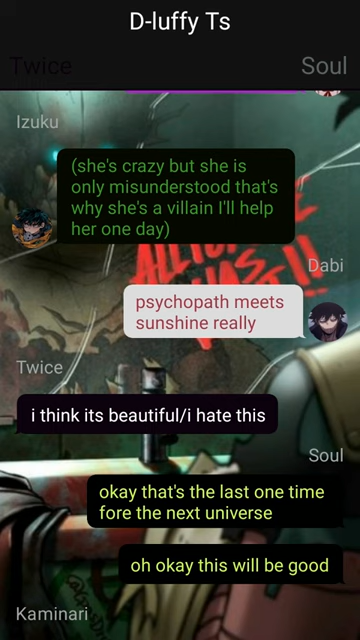 D-luffy Ts
Twice
Soul
Izuku
(she's crazy but she is
only misunderstood that's
why she's a villain I'll help
her one day)
Dabi
psychopath meets
sunshine really
Twice
i think its beautiful/i hate this
Soul
okay that's the last one time
fore the next universe
oh okay this will be good
Kaminari